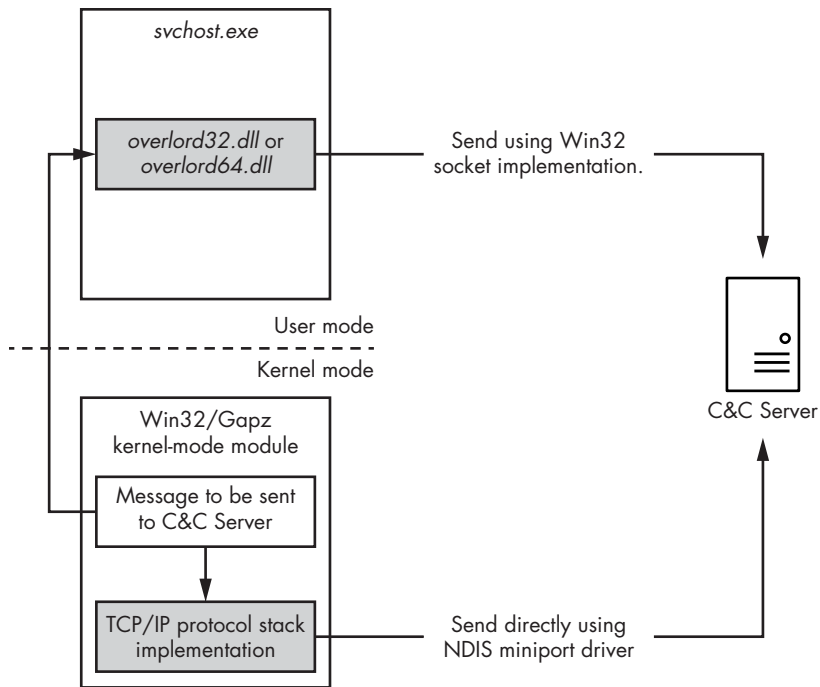 svchost.exe
overlord32.dll or
overlord64.dll
Send using Win32
socket implementation.
User mode
Kernel mode
C&C Server
Win32/Gapz
kernel-mode module
Message to be sent
to C&C Server
TCP/IP protocol stack
implementation
Send directly using
NDIS miniport driver